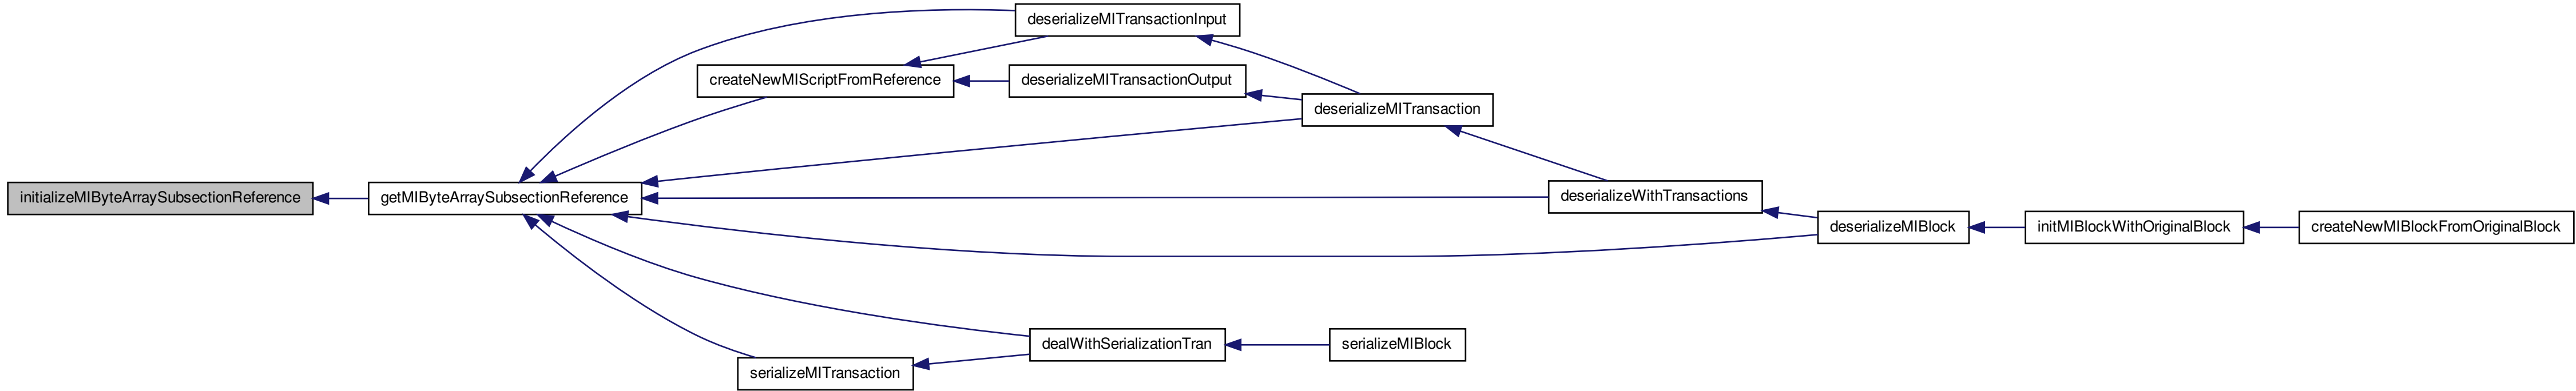 deserializeMITransactionInput
createNewMIScriptFromReference
deserializeMITransactionOutput
deserializeMITransaction
initializeMIByteArraySubsectionReference
getMIByteArraySubsectionReference
deserializeWithTransactions
deserializeMIBlock
initMIBlockWithOriginalBlock
createNewMIBlockFromOriginalBlock
dealWithSerializationTran
serializeMIBlock
serializeMITransaction